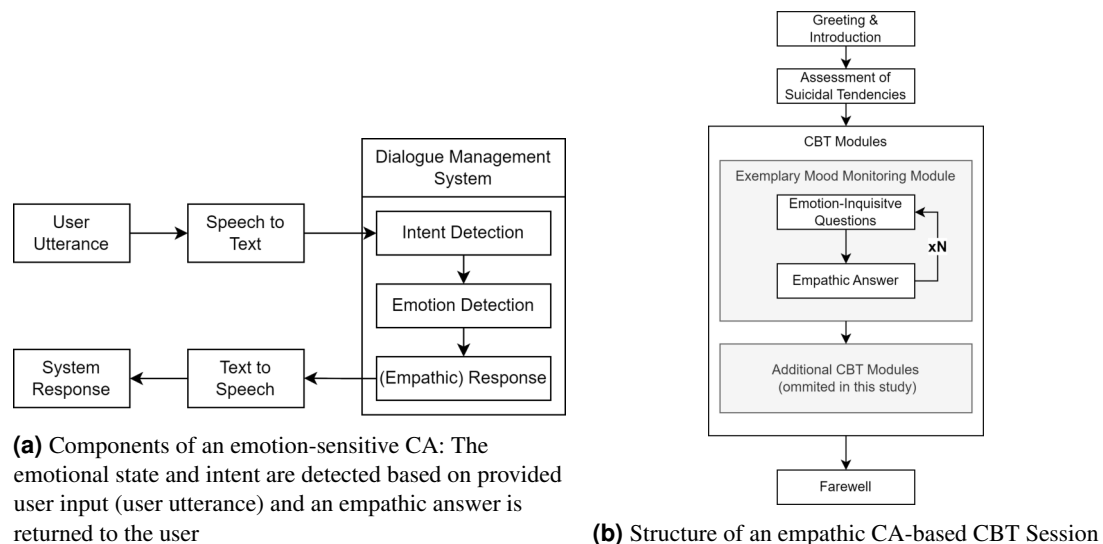 Dialogue Management
System
User
Utterance
Speech to
Text
Intent Detection
Emotion Detection
(Empathic) Response
Text to
Speech
System
Response
(a) Components of an emotion-sensitive CA: The
emotional state and intent are detected based on provided
user input (user utterance) and an empathic answer is
returned to the user
Greeting &
Introduction
Assessment of
Suicidal Tendencies
CBT Modules
Exemplary Mood Monitoring Module
Emotion-Inquisitve
Questions
xN
Empathic Answer
Additional CBT Modules
(ommited in this study)
Farewell
(b) Structure of an empathic CA-based CBT Session